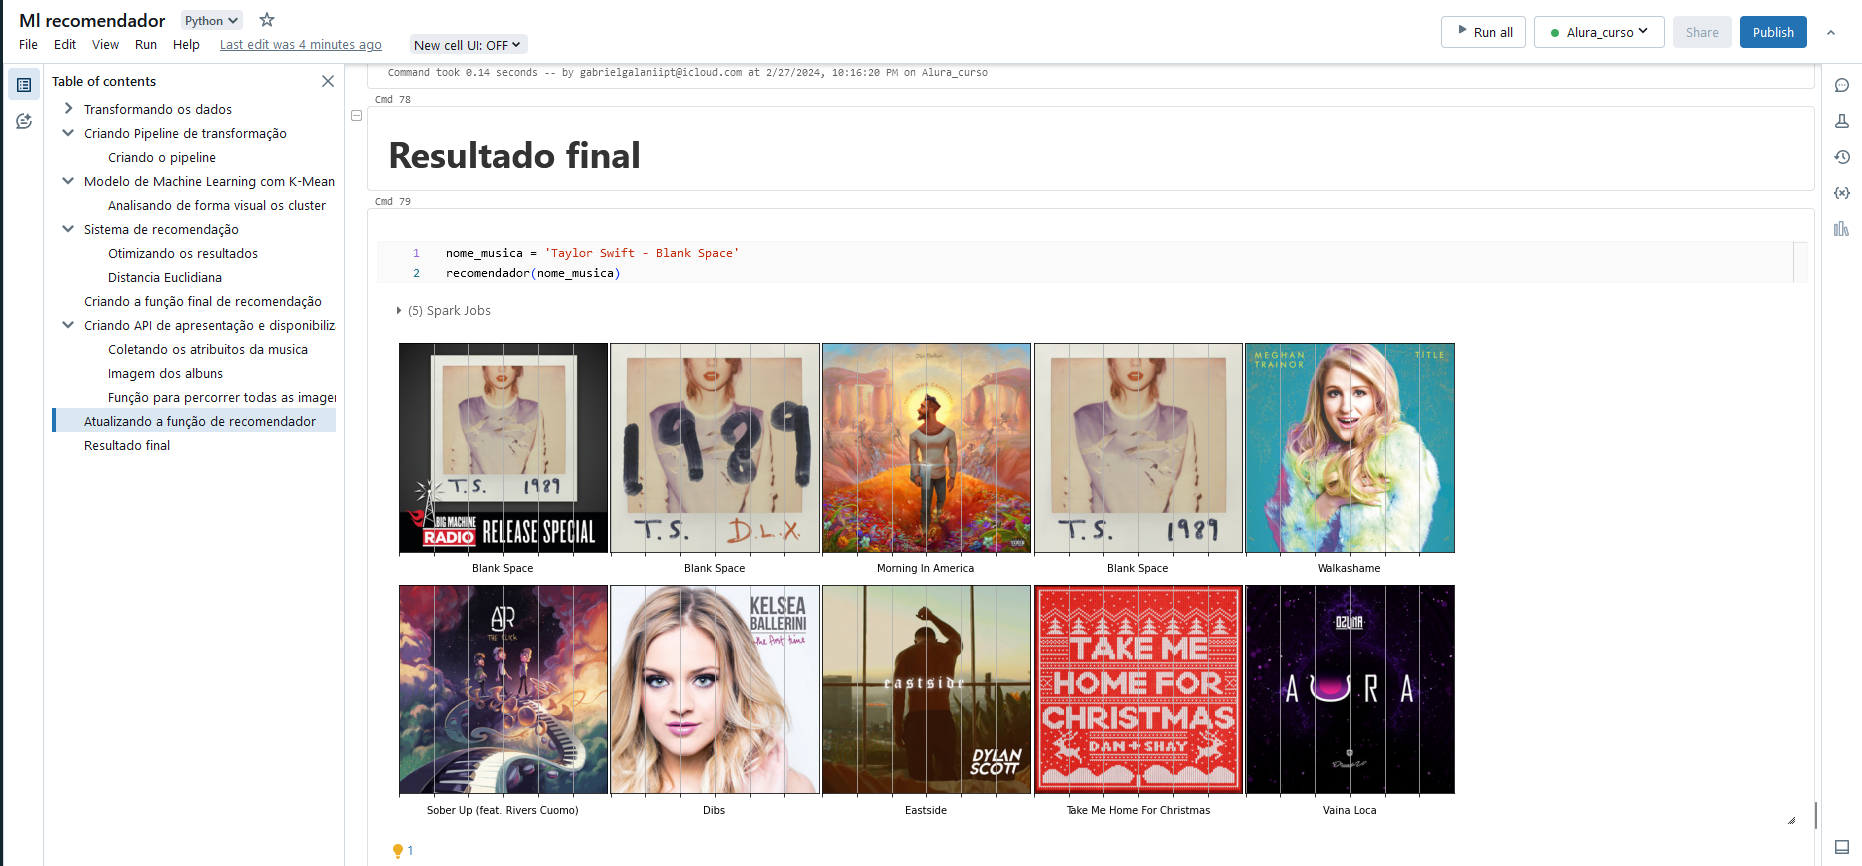 Ml recomendador
Python
File Edit View Run Help Last edit was 4 minutes ago New cell UI: OFF
Run all
Alura_curso
Share
Publish
Table of contents
Transformando os dados
Criando Pipeline de transformação
Criando o pipeline
Modelo de Machine Learning com K-Mean
Analisando de forma visual os cluster
Sistema de recomendação
Otimizando os resultados
Distancia Euclidiana
Criando a função final de recomendação
Criando API de apresentação e disponibiliz
Coletando os atribuitos da musica
Imagem dos albuns
Função para percorrer todas as imager
Atualizando a função de recomendador
Resultado final
Command took 0.14 seconds -- by gabrielgalaniipt@icloud.com at 2/27/2024, 10:16:20 PM on Alura_curso
Cmd 78
Resultado final
Cmd 79
1 nome_musica = 'Taylor Swift - Blank Space'
2 recomendador(nome_musica)
(5) Spark Jobs
T.S. 1989
BIG MACHINE
RADIO RELEASE SPECIAL
1989
T.S. D.L.X.
T.S. 1989
MEGHAN
TRAINOR
TITLE
Blank Space
Blank Space
Morning In America
Blank Space
Walkashame
AJR
THE CLICK
KELSEA
BALLERINI
the first time
eastside
DYLAN
SCOTT
TAKE ME
HOME FOR
CHRISTMAS
DAN + SHAY
OZUNA
AURA
Sober Up (feat. Rivers Cuomo)
Dibs
Eastside
Take Me Home For Christmas
Vaina Loca
1